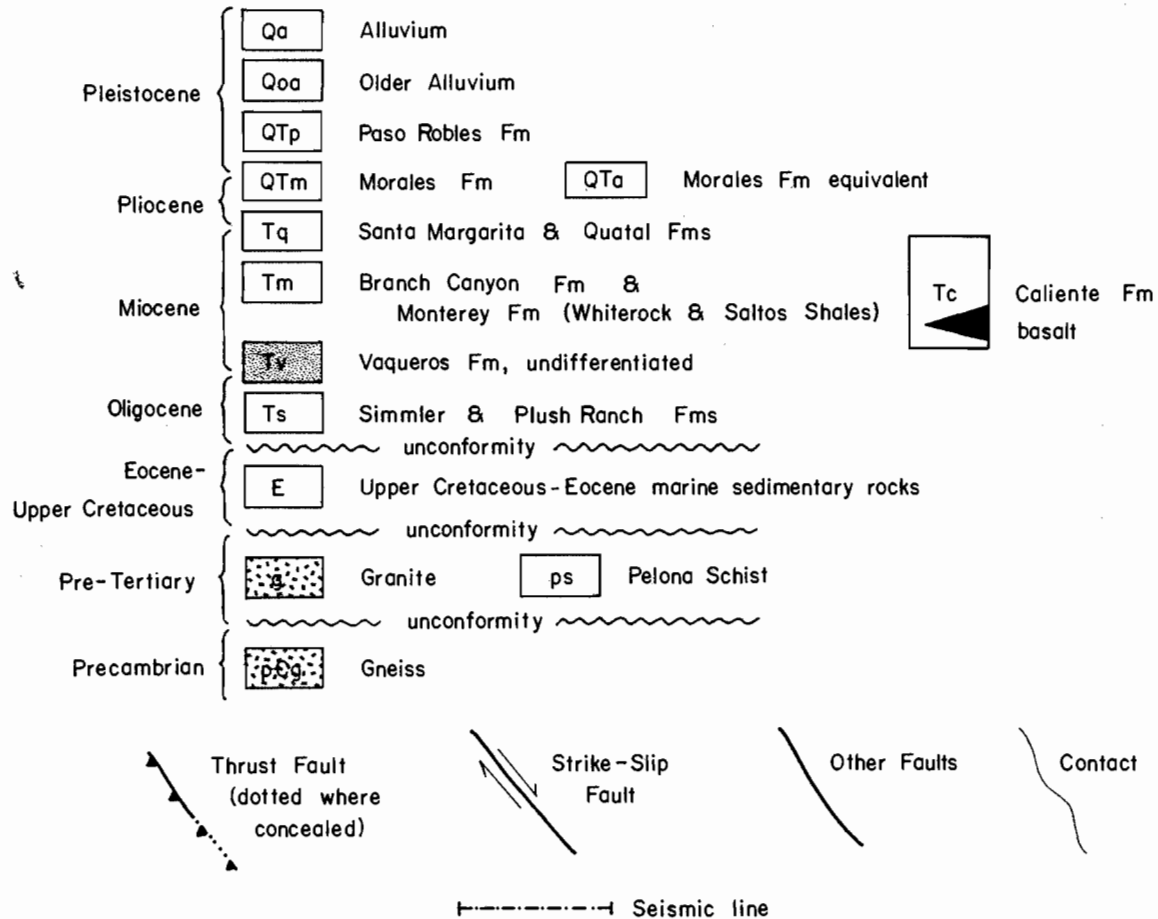 Qa Alluvium
Pleistocene Qoa Older Alluvium
QTp Paso Robles Fm
QTm Morales Fm QTa Morales Fm equivalent
Pliocene
Tq Santa Margarita & Quatal Fms
Miocene Tm Branch Canyon Fm &
Monterey Fm (Whiterock & Saltos Shales)
Tc Caliente Fm
basalt
Tv Vaqueros Fm, undifferentiated
Oligocene Ts Simmler & Plush Ranch Fms
unconformity
Eocene-
Upper Cretaceous E Upper Cretaceous-Eocene marine sedimentary rocks
unconformity
Pre-Tertiary g Granite ps Pelona Schist
unconformity
Precambrian p€g Gneiss
Thrust Fault
(dotted where
concealed)
Strike-Slip
Fault
Other Faults
Contact
Seismic line